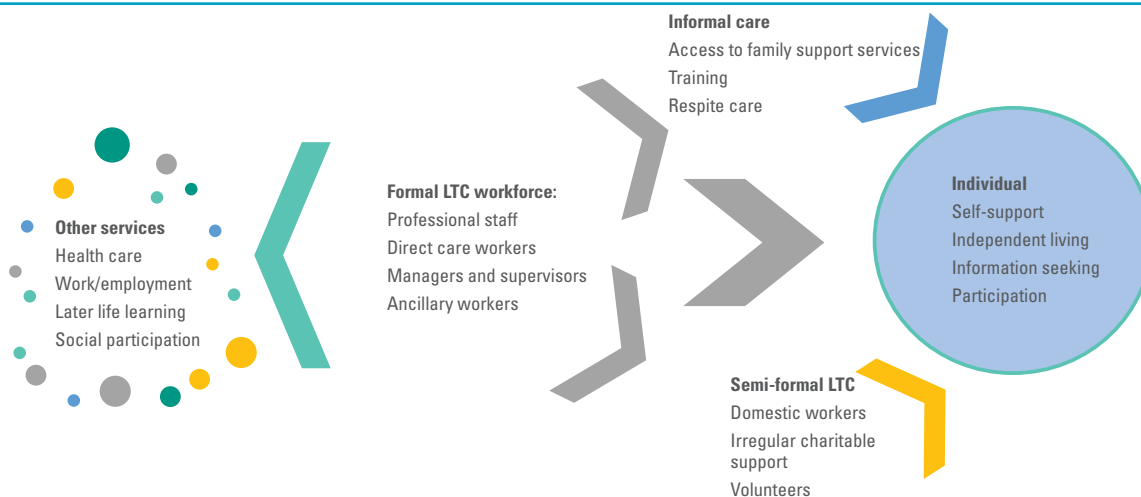 Informal care
Access to family support services
Training
Respite care
Other services
Health care
Work/employment
Later life learning
Social participation
Formal LTC workforce:
Professional staff
Direct care workers
Managers and supervisors
Ancillary workers
Individual
Self-support
Independent living
Information seeking
Participation
Semi-formal LTC
Domestic workers
Irregular charitable
support
Volunteers